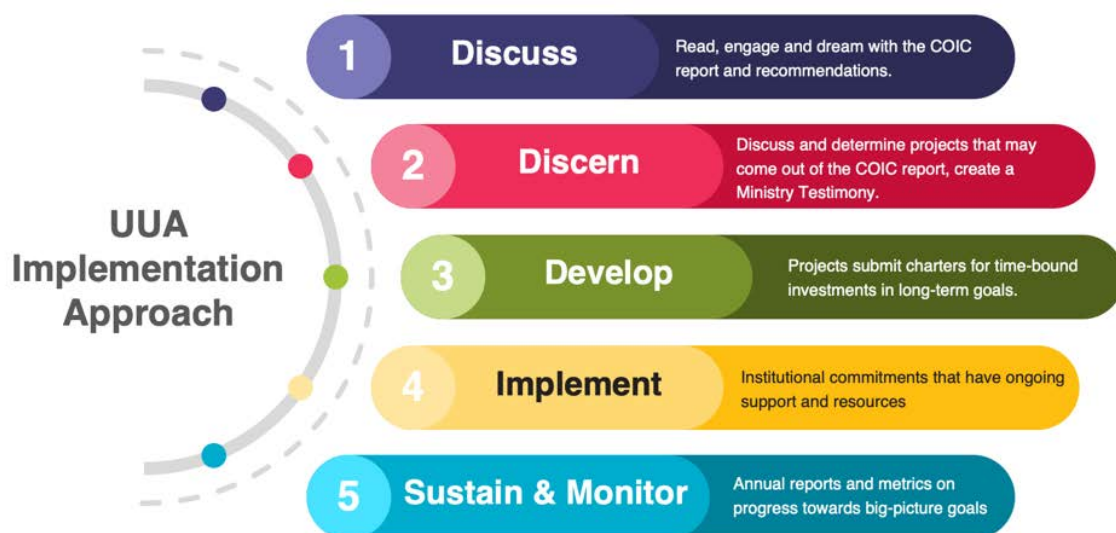 UUA
Implementation
Approach
1
Discuss
Read, engage and dream with the COIC
report and recommendations.
2
Discern
Discuss and determine projects that may
come out of the COIC report, create a
Ministry Testimony.
3
Develop
Projects submit charters for time-bound
investments in long-term goals.
4
Implement
Institutional commitments that have ongoing
support and resources
5
Sustain & Monitor
Annual reports and metrics on
progress towards big-picture goals